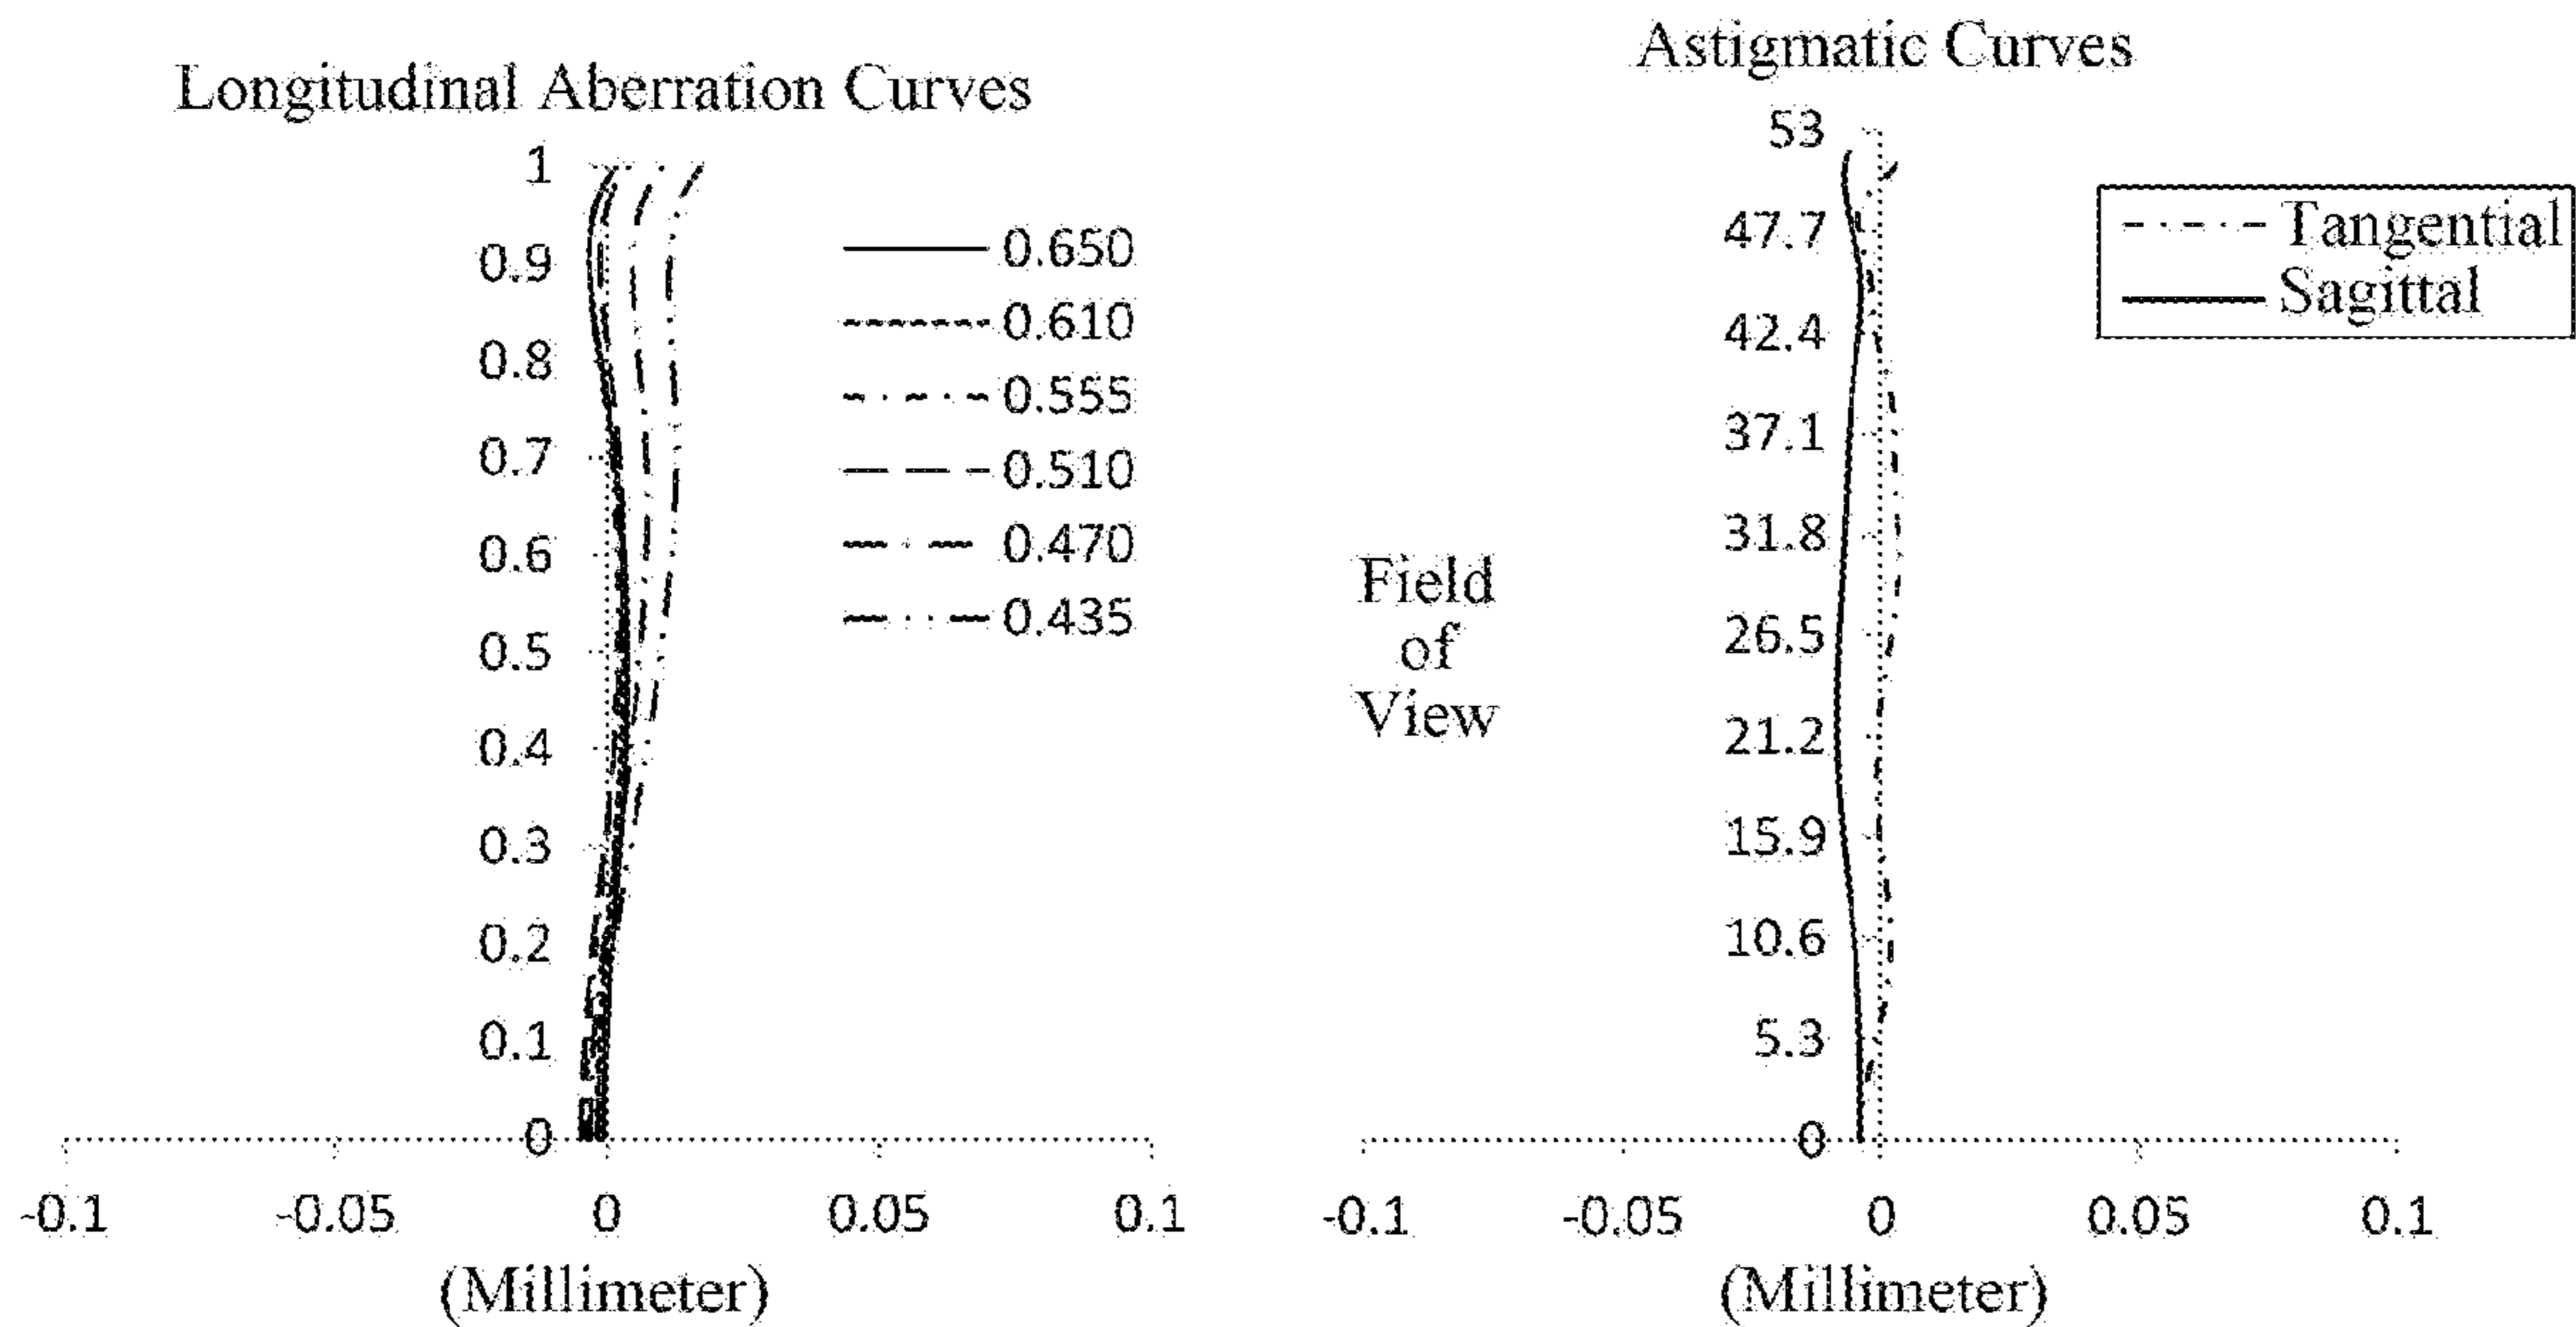 Longitudinal Aberration Curves
1
0.9
0.8
0.7
0.6
0.5
0.4
0.3
0.2
0.1
0
0.650
0.610
0.555
0.510
0.470
0.435
-0.1 -0.05 0 0.05 0.1
(Millimeter)
Astigmatic Curves
Field
of
View
53
47.7
42.4
37.1
31.8
26.5
21.2
15.9
10.6
5.3
0
Tangential
Sagittal
-0.1 -0.05 0 0.05 0.1
(Millimeter)